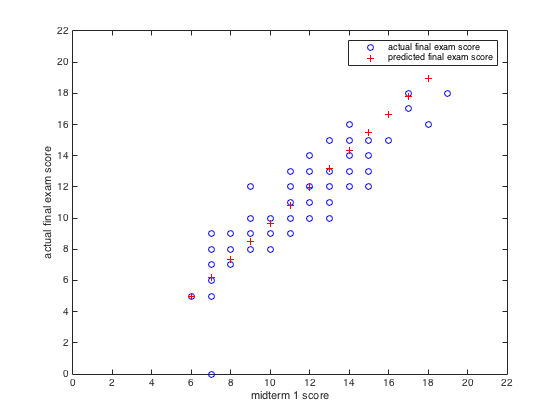 22
20
18
16
14
12
10
8
6
4
2
0
actual final exam score
actual final exam score
predicted final exam score
0 2 4 6 8 10 12 14 16 18 20 22
midterm 1 score